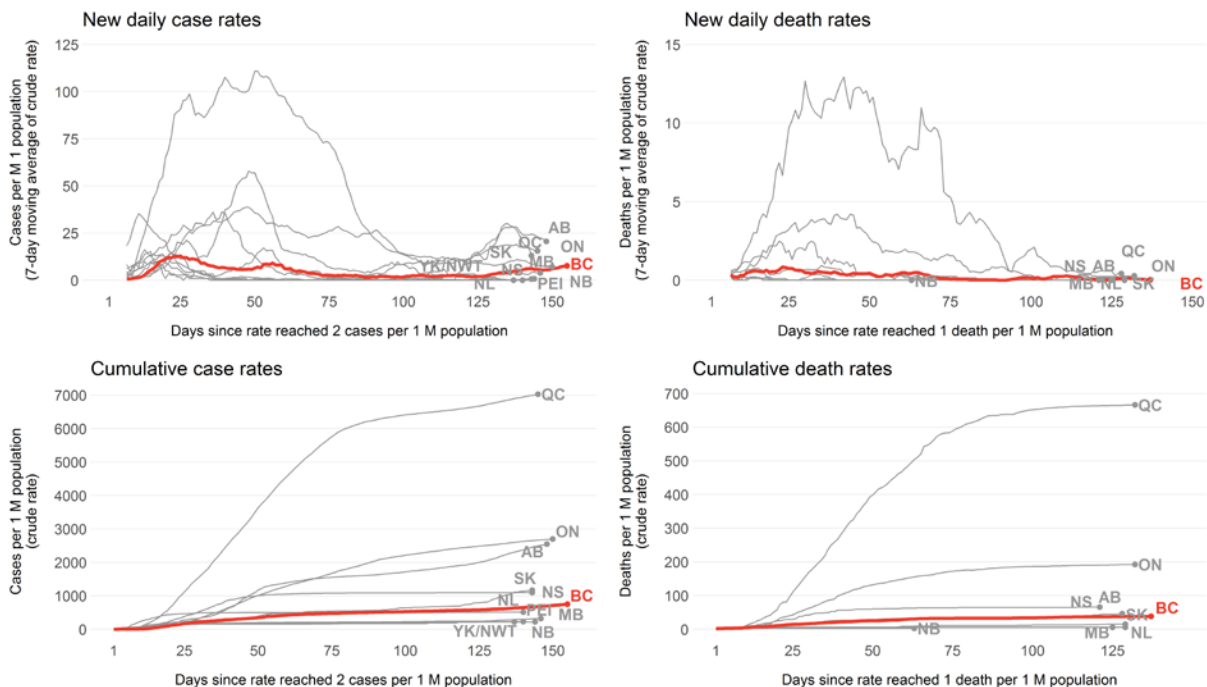 New daily case rates
Cases per M 1 population
(7-day moving average of crude rate)
125
100
75
50
25
0
AB
QC
ON
SK
MB
BC
YK/NWT
NS
NL
PEI
NB
1
25
50
75
100
125
150
Days since rate reached 2 cases per 1 M population
New daily death rates
Deaths per 1 M population
(7-day moving average of crude rate)
15
10
5
0
QC
NS
AB
ON
NB
MB
NL
SK
BC
1
25
50
75
100
125
150
Days since rate reached 1 death per 1 M population
Cumulative case rates
Cases per 1 M population
(crude rate)
7000
6000
5000
4000
3000
2000
1000
0
QC
ON
AB
SK
NS
BC
NL
PEI
MB
YK/NWT
NB
1
25
50
75
100
125
150
Days since rate reached 2 cases per 1 M population
Cumulative death rates
Deaths per 1 M population
(crude rate)
700
600
500
400
300
200
100
0
QC
ON
AB
NS
BC
SK
NB
MB
NL
1
25
50
75
100
125
150
Days since rate reached 1 death per 1 M population